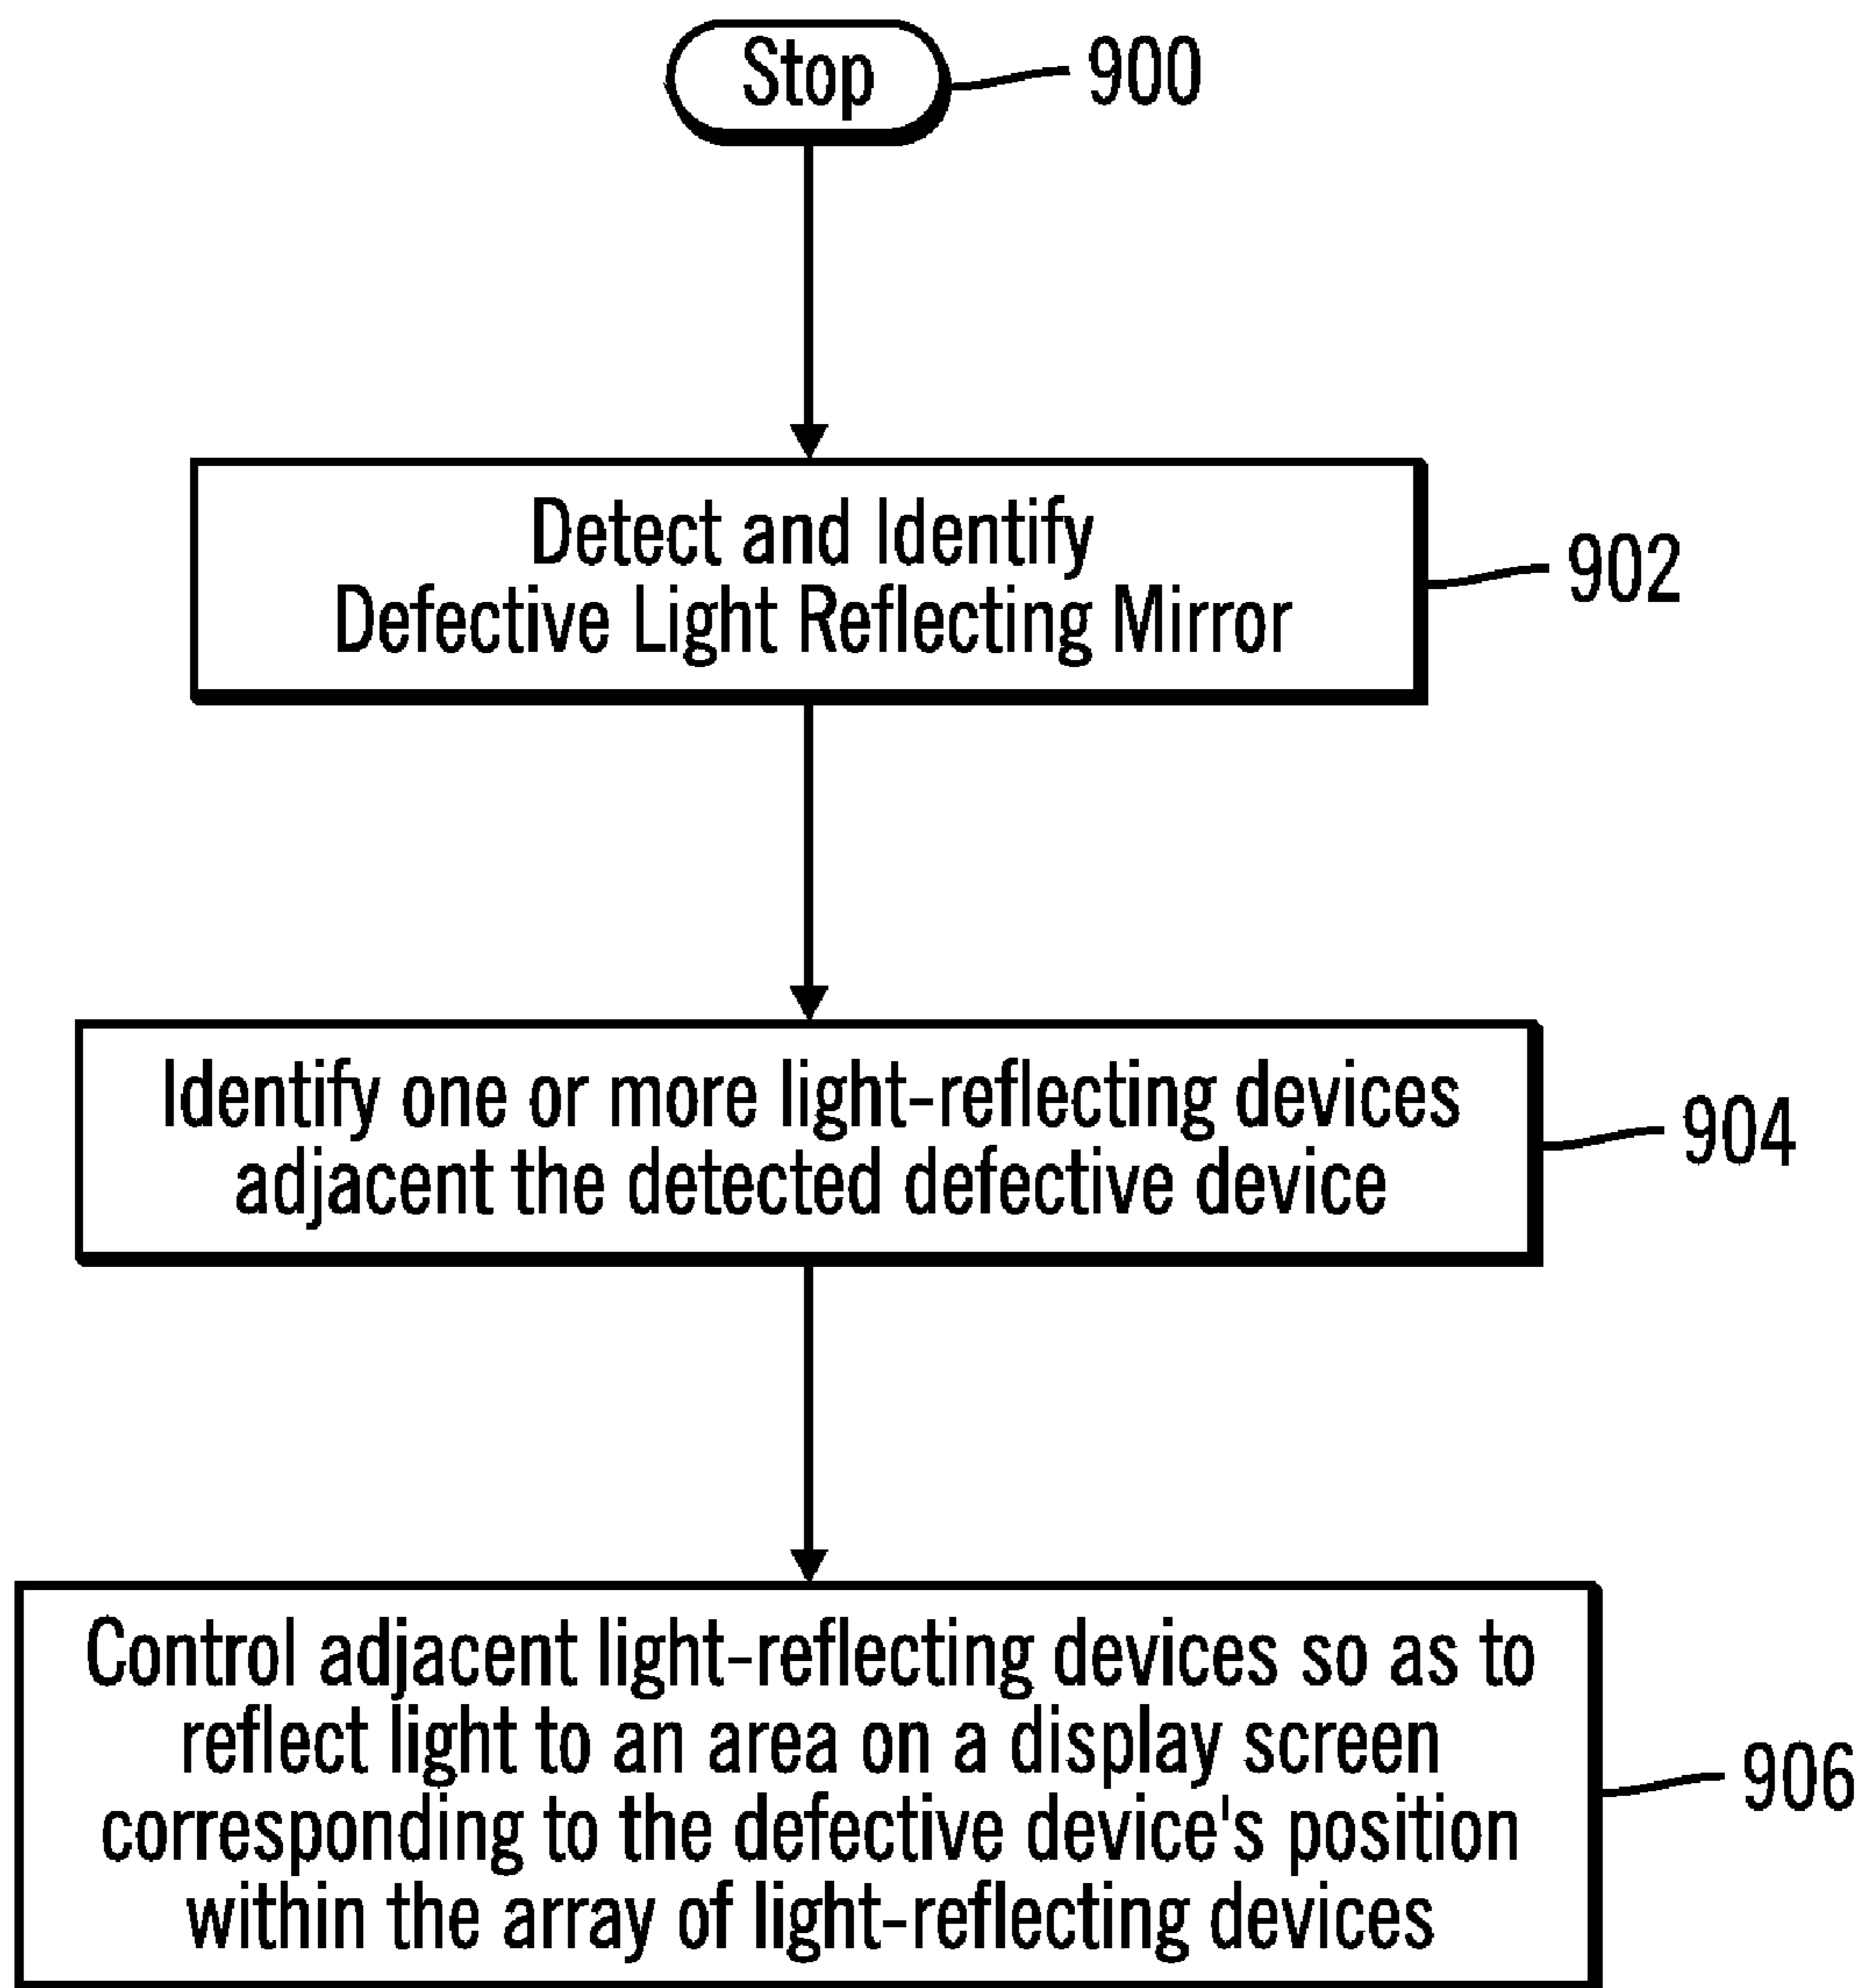 Stop
900
Detect and Identify
Defective Light Reflecting Mirror
902
Identify one or more light-reflecting devices
adjacent the detected defective device
904
Control adjacent light-reflecting devices so as to
reflect light to an area on a display screen
corresponding to the defective device's position
within the array of light-reflecting devices
906